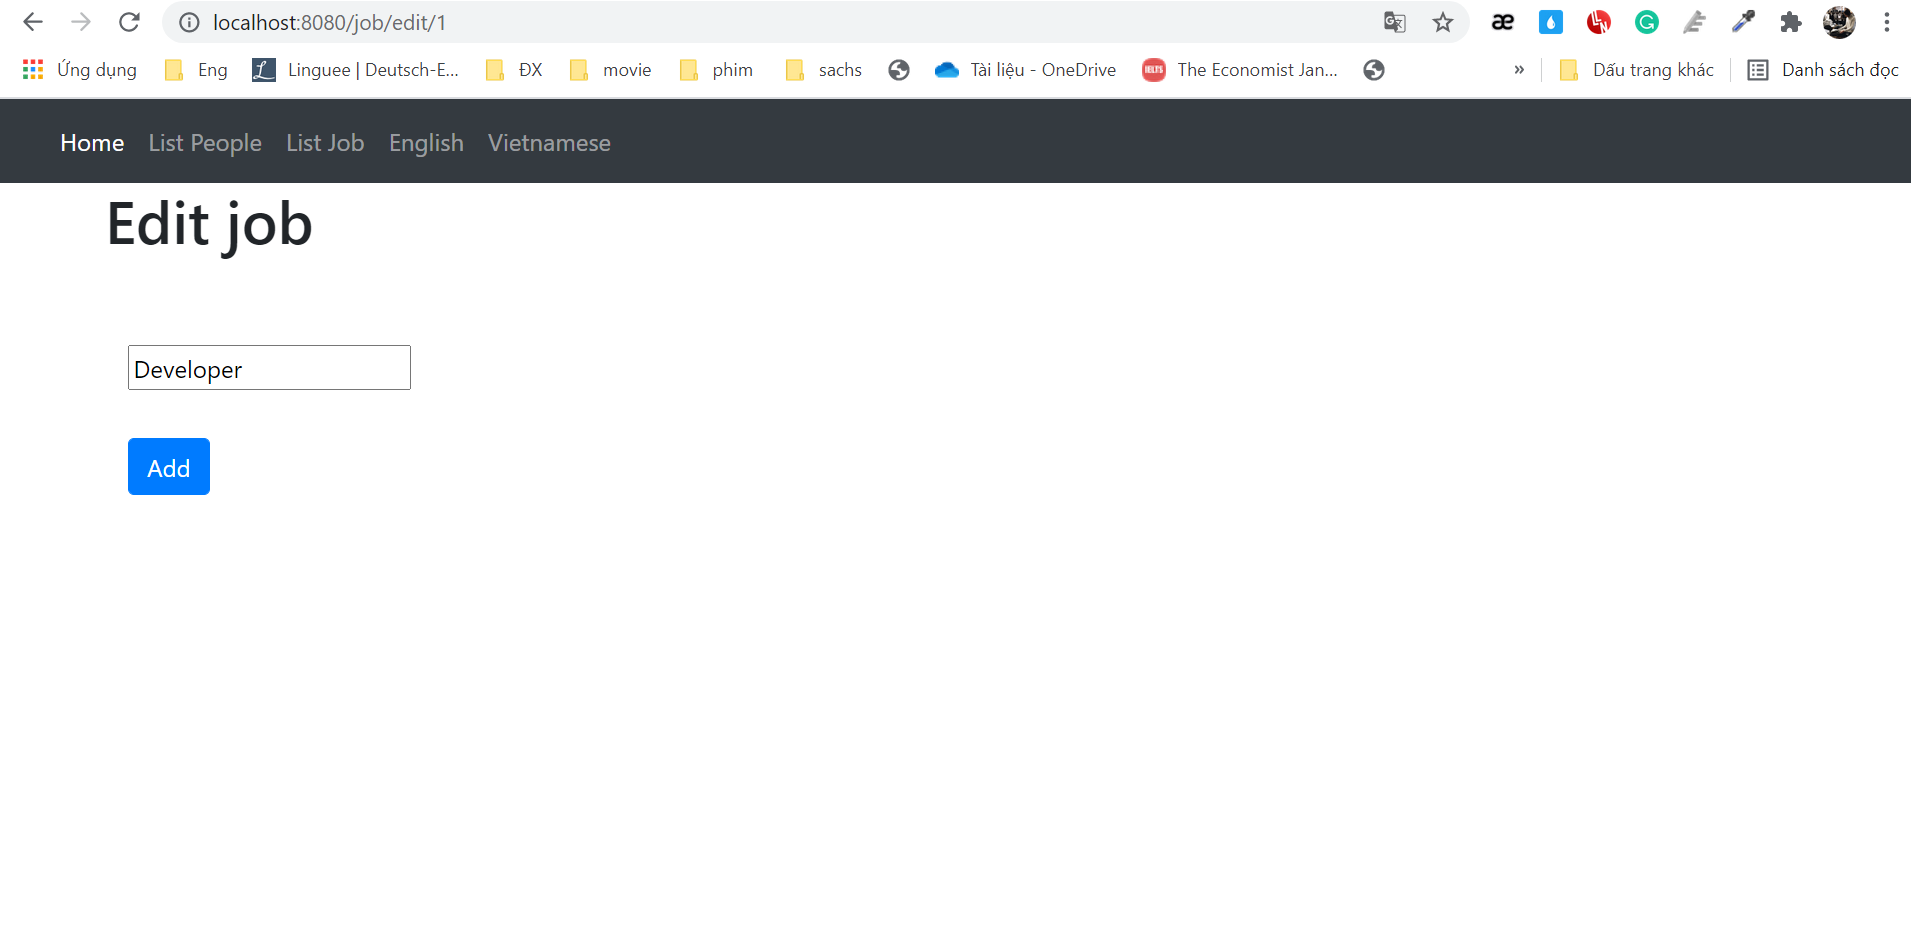 localhost:8080/job/edit/1
Ứng dụng Eng Linguee | Deutsch-E... ĐX movie phim sachs Tài liệu - OneDrive IELTS The Economist Jan... » Dấu trang khác Danh sách đọc
Home List People List Job English Vietnamese
Edit job
Developer
Add